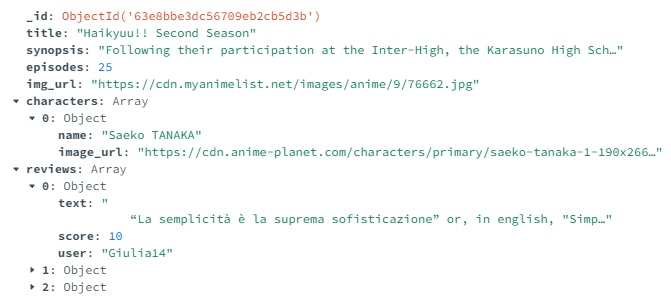 _id: ObjectId('63e8bbe3dc56709eb2cb5d3b')
title: "Haikyuu!! Second Season"
synopsis: "Following their participation at the Inter-High, the Karasuno High Sch…"
episodes: 25
img_url: "https://cdn.myanimelist.net/images/anime/9/76662.jpg"
characters: Array
0: Object
name: "Saeko TANAKA"
image_url: "https://cdn.anime-planet.com/characters/primary/saeko-tanaka-1-190x266…"
reviews: Array
0: Object
text: "
“La semplicità è la suprema sofisticazione” or, in english, "Simp…"
score: 10
user: "Giulia14"
1: Object
2: Object